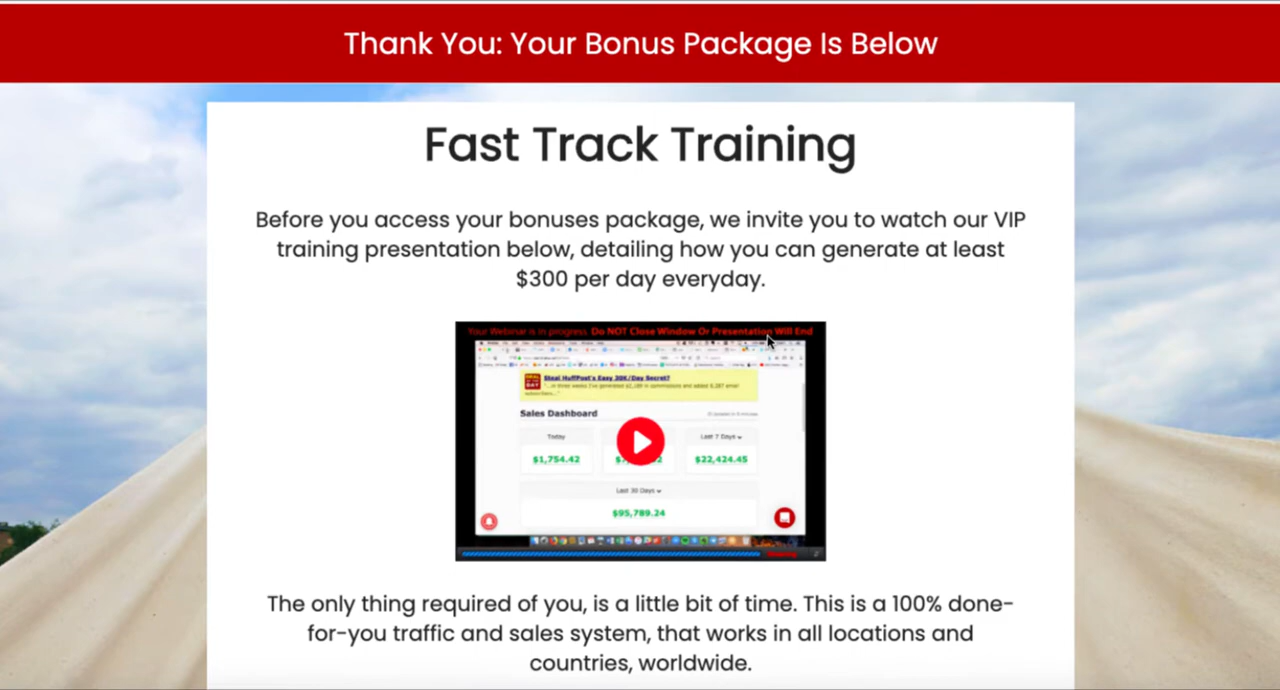 Thank You: Your Bonus Package Is Below
Fast Track Training
Before you access your bonuses package, we invite you to watch our VIP
training presentation below, detailing how you can generate at least
$300 per day everyday.
Your Webinar is in progress. Do NOT Close Window Or Presentation Will End
Steal HuffPost's Easy 30K/Day Secret?
Sales Dashboard
Today
Last 7 Days
$1,754.42
$22,424.45
Last 30 Days
$95,789.24
The only thing required of you, is a little bit of time. This is a 100% done-
for-you traffic and sales system, that works in all locations and
countries, worldwide.